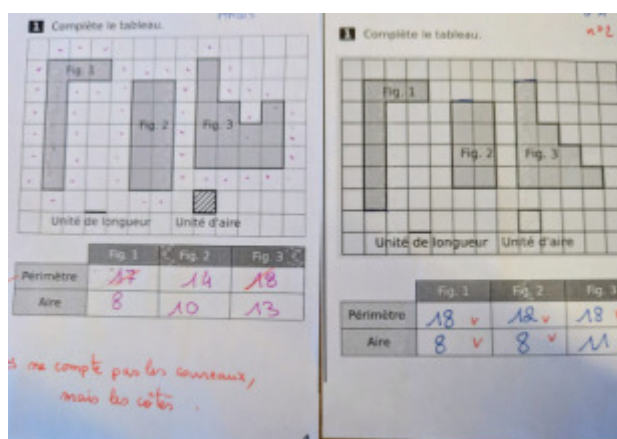 1 Complète le tableau.
Fig. 1
Fig. 2
Fig. 3
Unité de longueur
Unité d'aire
Fig. 1 Fig. 2 Fig. 3
Périmètre 17 14 18
Aire 8 10 13
ne compte pas les carreaux,
mais les côtés.
1 Complète le tableau.
n°2
Fig. 1
Fig. 2
Fig. 3
Unité de longueur
Unité d'aire
Fig. 1 Fig. 2 Fig. 3
Périmètre 18 v 12 v 18
Aire 8 v 8 v 11